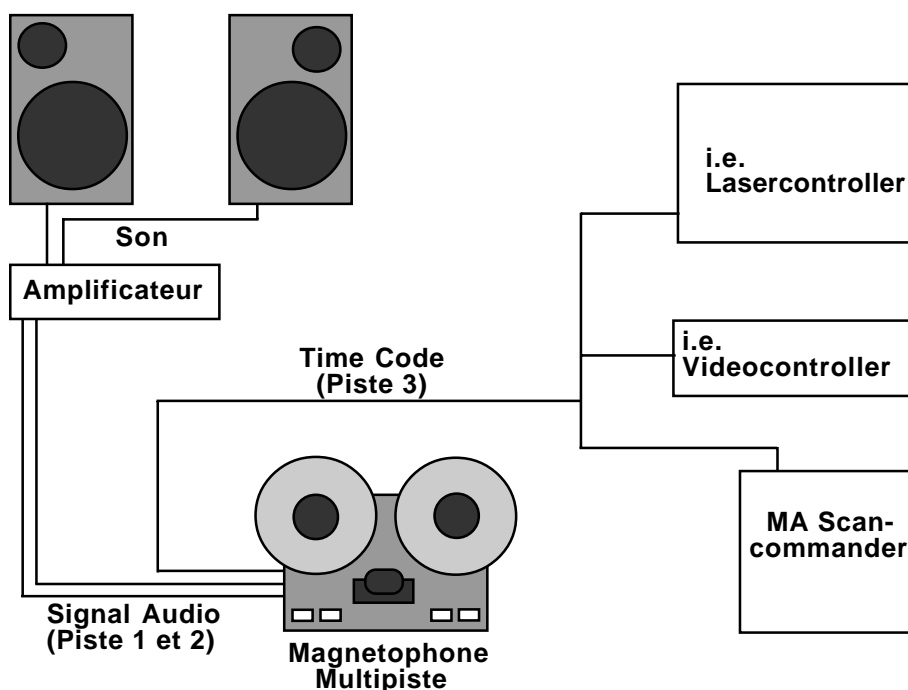 Son
Amplificateur
Time Code
(Piste 3)
Signal Audio
(Piste 1 et 2)
Magnetophone
Multipiste
i.e.
Lasercontroller
i.e.
Videocontroller
MA Scan-
commander